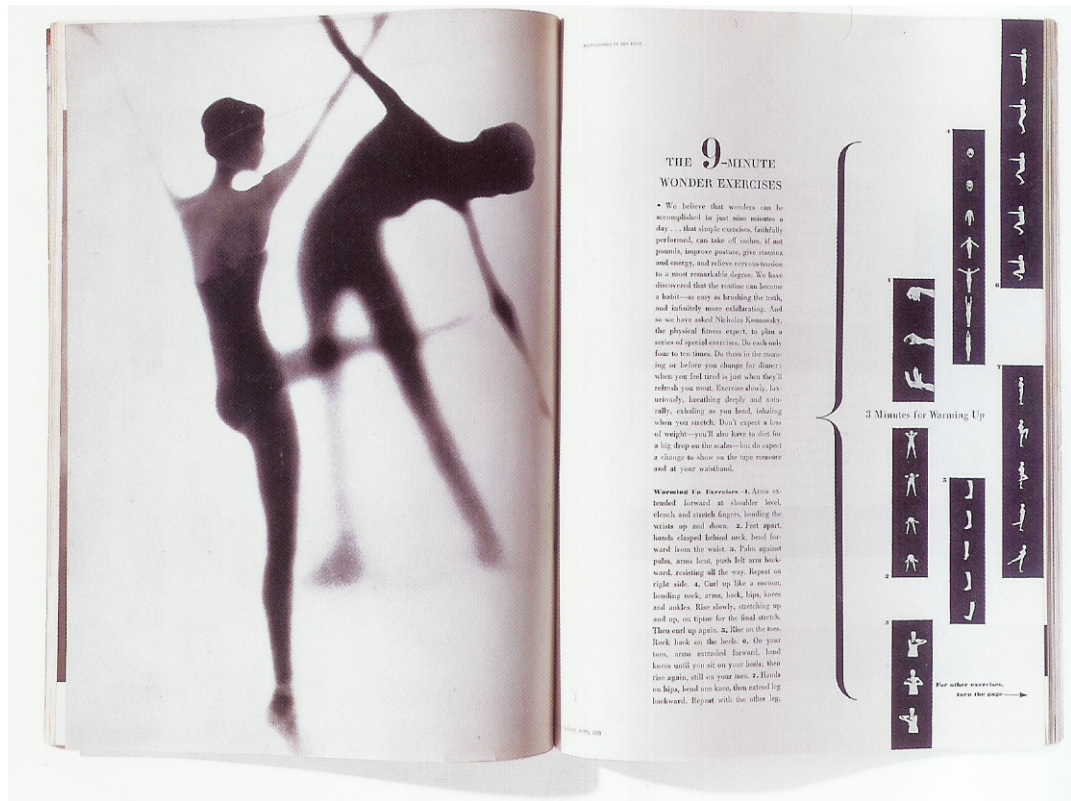 THE 9-MINUTE
WONDER EXERCISES
• We believe that wonders can be
accomplished in just nine minutes a
day . . . that simple exercises, faithfully
performed, can take off inches, if not
pounds, improve posture, give stamina
and energy, and relieve nervous tension
to a most remarkable degree. We have
discovered that the routine can become
a habit—as easy as brushing the teeth,
and infinitely more exhilarating. And
so we have asked Nicholas Kounovsky,
the physical fitness expert, to plan a
series of special exercises. Do each only
four to ten times. Do them in the morn-
ing or before you change for dinner;
when you feel tired is just when they'll
refresh you most. Exercise slowly, lux-
uriously, breathing deeply and natu-
rally, exhaling as you bend, inhaling
when you stretch. Don't expect a loss
of weight—you'll also have to diet for
a big drop on the scales—but do expect
a change to show on the tape measure
and at your waistband.
Warming Up Exercises—1. Arms ex-
tended forward at shoulder level,
clench and stretch fingers, bending the
wrists up and down. 2. Feet apart,
hands clasped behind neck, bend for-
ward from the waist. 3. Palm against
palm, arms bent, push left arm back-
ward, resisting all the way. Repeat on
right side. 4. Curl up like a cocoon,
bending neck, arms, back, hips, knees
and ankles. Rise slowly, stretching up
and up, on tiptoe for the final stretch.
Then curl up again. 5. Rise on the toes.
Rock back on the heels. 6. On your
toes, arms extended forward, bend
knees until you sit on your heels, then
rise again, still on your toes. 7. Hands
on hips, bend one knee, then extend leg
backward. Repeat with the other leg.
3 Minutes for Warming Up
1
2
3
4
5
6
7
For other exercises,
turn the page